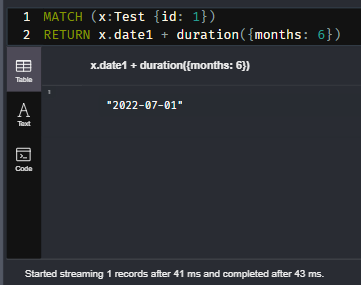 1 MATCH (x:Test {id: 1})
2 RETURN x.date1 + duration({months: 6})
Table
x.date1 + duration({months: 6})
1
"2022-07-01"
A
Text
Code
Started streaming 1 records after 41 ms and completed after 43 ms.